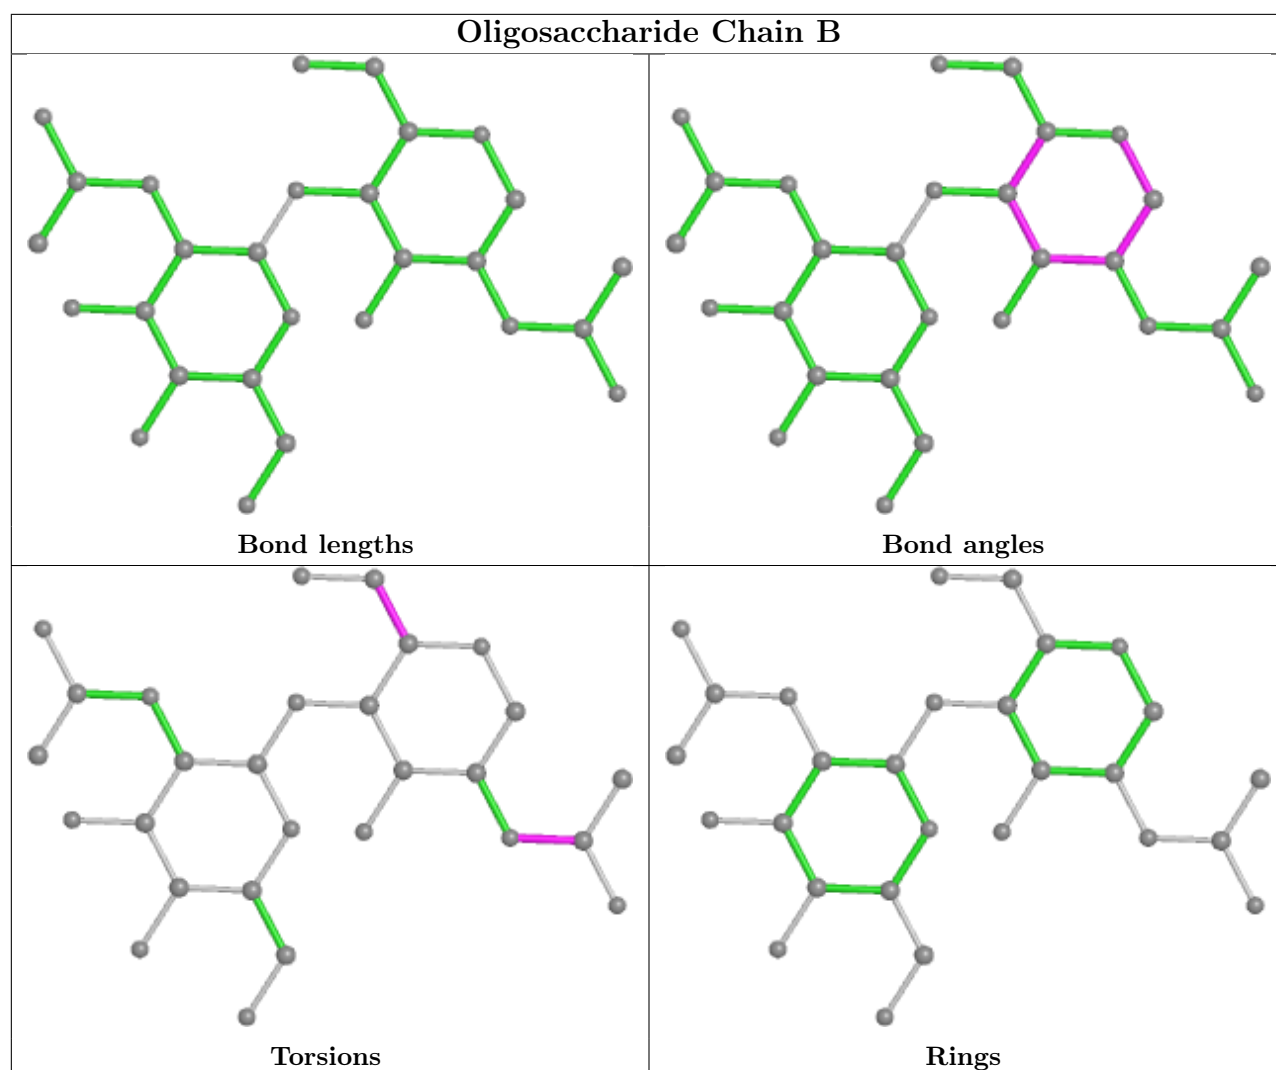 Oligosaccharide Chain B
Bond lengths
Bond angles
Torsions
Rings